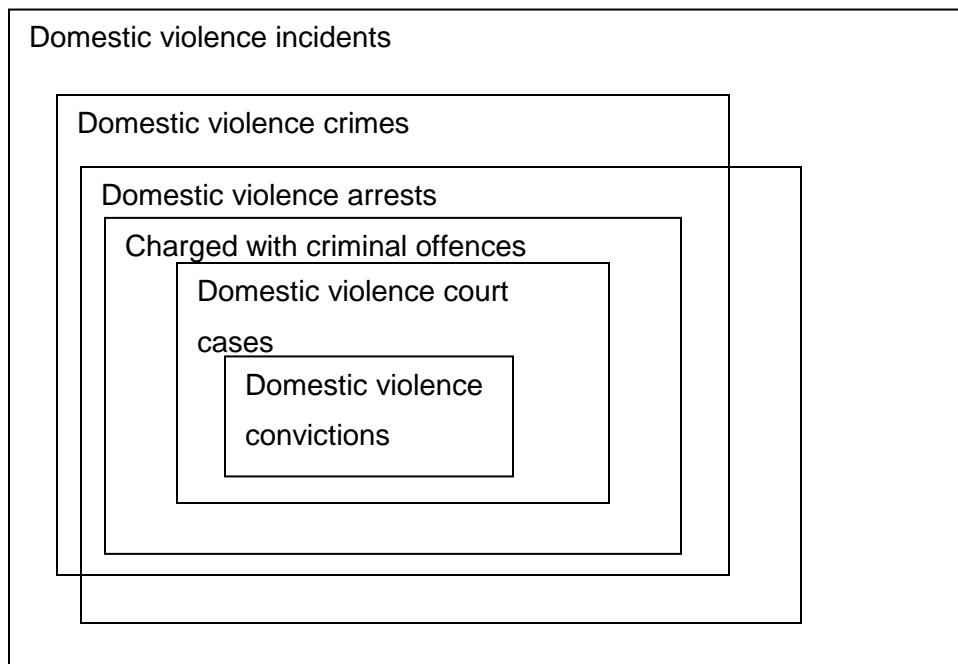 Domestic violence incidents
Domestic violence crimes
Domestic violence arrests
Charged with criminal offences
Domestic violence court
cases
Domestic violence
convictions